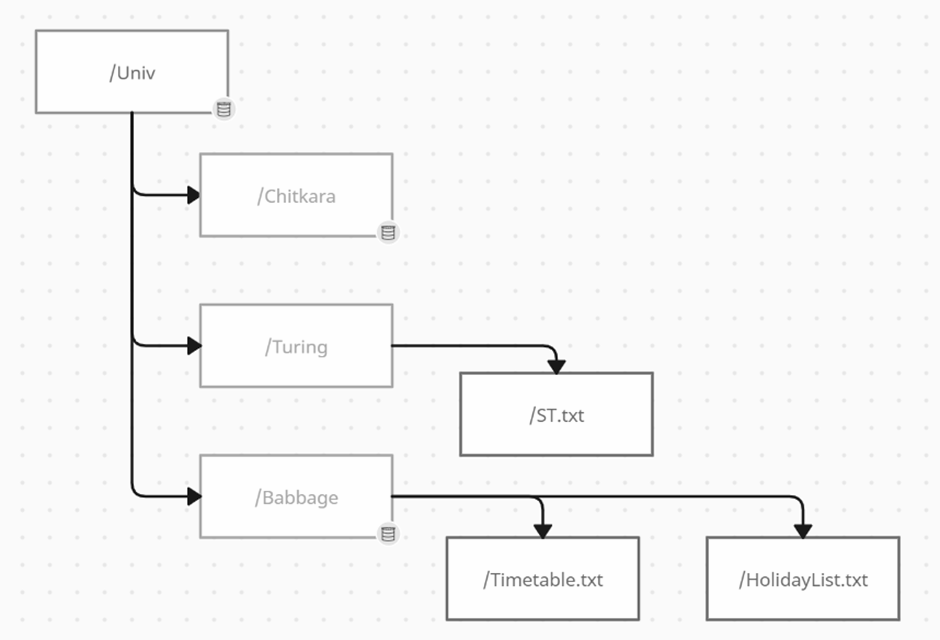 /Univ
/Chitkara
/Turing
/ST.txt
/Babbage
/Timetable.txt
/HolidayList.txt